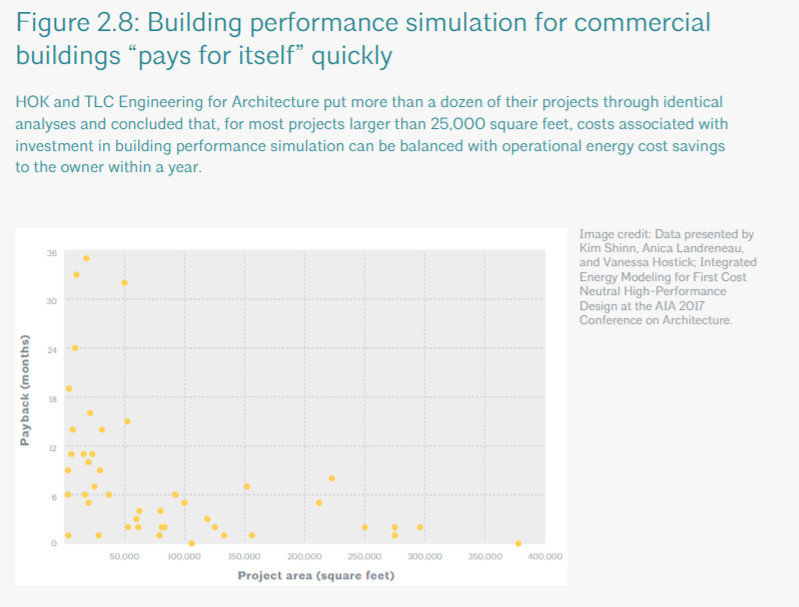 Figure 2.8: Building performance simulation for commercial
buildings “pays for itself” quickly
HOK and TLC Engineering for Architecture put more than a dozen of their projects through identical
analyses and concluded that, for most projects larger than 25,000 square feet, costs associated with
investment in building performance simulation can be balanced with operational energy cost savings
to the owner within a year.
Image credit: Data presented by
Kim Shinn, Anica Landreneau,
and Vanessa Hostick; Integrated
Energy Modeling for First Cost
Neutral High-Performance
Design at the AIA 2017
Conference on Architecture.
Payback (months)
36
30
24
18
12
6
0
50,000 100,000 150,000 200,000 250,000 300,000 350,000 400,000
Project area (square feet)